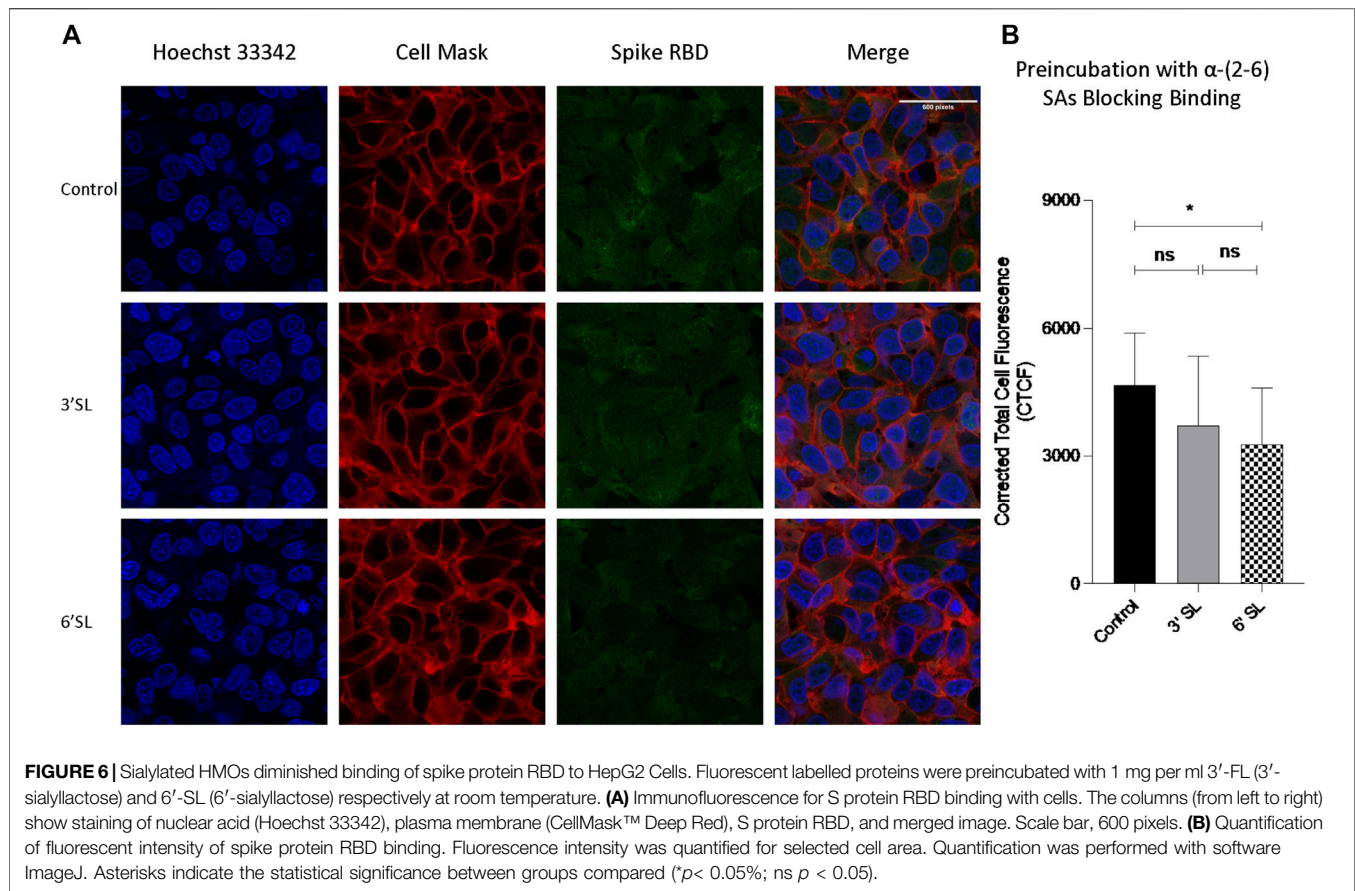 A
Hoechst 33342
Cell Mask
Spike RBD
Merge
600 pixels
Control
3'SL
6'SL
B
Preincubation with α-(2-6)
SAs Blocking Binding
Corrected Total Cell Fluorescence
(CTCF)
9000
6000
3000
0
*
ns
ns
Control
3' SL
6' SL
FIGURE 6 | Sialylated HMOs diminished binding of spike protein RBD to HepG2 Cells. Fluorescent labelled proteins were preincubated with 1 mg per ml 3′-FL (3′-
sialyllactose) and 6′-SL (6′-sialyllactose) respectively at room temperature. (A) Immunofluorescence for S protein RBD binding with cells. The columns (from left to right)
show staining of nuclear acid (Hoechst 33342), plasma membrane (CellMask™ Deep Red), S protein RBD, and merged image. Scale bar, 600 pixels. (B) Quantification
of fluorescent intensity of spike protein RBD binding. Fluorescence intensity was quantified for selected cell area. Quantification was performed with software
ImageJ. Asterisks indicate the statistical significance between groups compared (*p< 0.05%; ns p < 0.05).